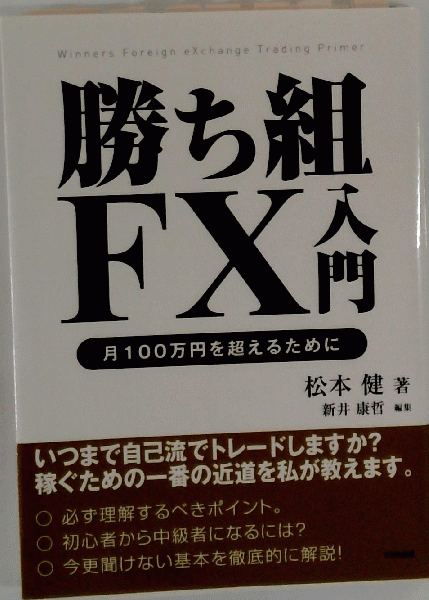 Winners Foreign eXchange Trading Primer
勝ち組
FX入門
月100万円を超えるために
松本 健 著
新井 康哲 編集
いつまで自己流でトレードしますか?
稼ぐための一番の近道を私が教えます。
○ 必ず理解するべきポイント。
○ 初心者から中級者になるには?
○ 今更聞けない基本を徹底的に解説!